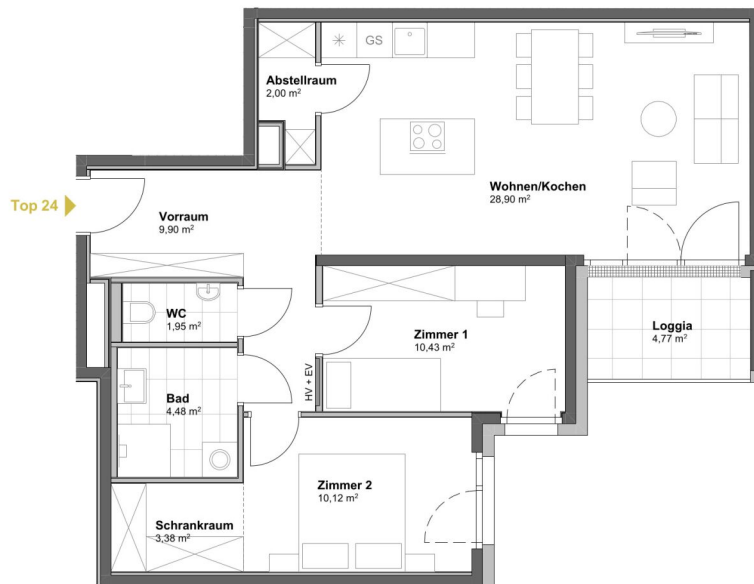 GS
Abstellraum
2,00 m²
Wohnen/Kochen
28,90 m²
Top 24
Vorraum
9,90 m²
WC
1,95 m²
Zimmer 1
10,43 m²
Loggia
4,77 m²
HV + EV
Bad
4,48 m²
Zimmer 2
10,12 m²
Schrankraum
3,38 m²